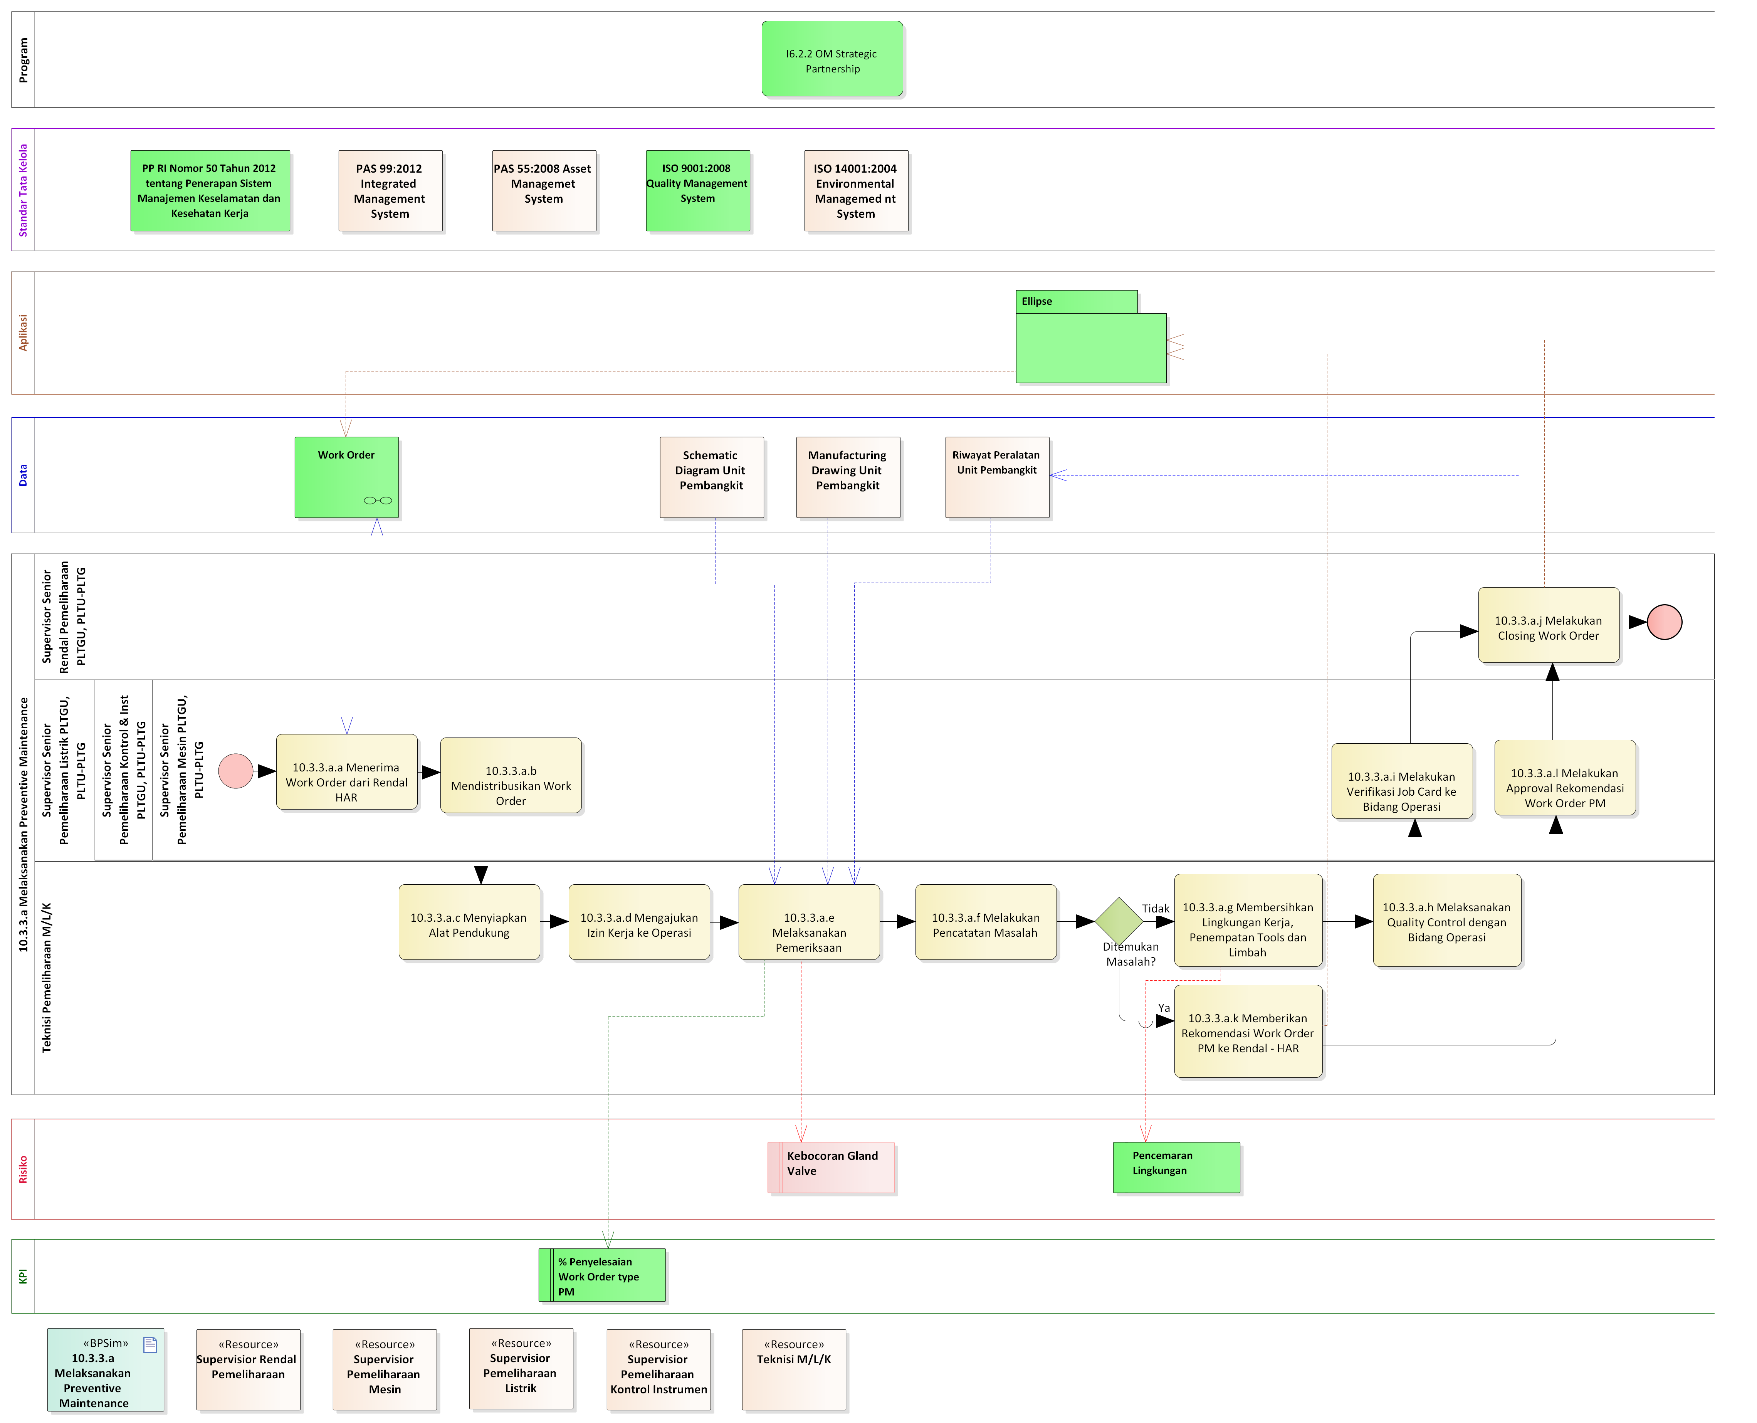 Program
I6.2.2 OM Strategic
Partnership
Standar Tata Kelola
PP RI Nomor 50 Tahun 2012
tentang Penerapan Sistem
Manajemen Keselamatan dan
Kesehatan Kerja
PAS 99:2012
Integrated
Management
System
PAS 55:2008 Asset
Managemet
System
ISO 9001:2008
Quality Management
System
ISO 14001:2004
Environmental
Managemed nt
System
Aplikasi
Ellipse
Data
Work Order
Schematic
Diagram Unit
Pembangkit
Manufacturing
Drawing Unit
Pembangkit
Riwayat Peralatan
Unit Pembangkit
10.3.3.a Melaksanakan Preventive Maintenance
Supervisor Senior
Rendal Pemeliharaan
PLTGU, PLTU-PLTG
10.3.3.a.j Melakukan
Closing Work Order
Supervisor Senior
Pemeliharaan Listrik PLTGU,
PLTU-PLTG
Supervisor Senior
Pemeliharaan Kontrol & Inst
PLTGU, PLTU-PLTG
Supervisor Senior
Pemeliharaan Mesin PLTGU,
PLTU-PLTG
10.3.3.a.a Menerima
Work Order dari Rendal
HAR
10.3.3.a.b
Mendistribusikan Work
Order
10.3.3.a.i Melakukan
Verifikasi Job Card ke
Bidang Operasi
10.3.3.a.l Melakukan
Approval Rekomendasi
Work Order PM
Teknisi Pemeliharaan M/L/K
10.3.3.a.c Menyiapkan
Alat Pendukung
10.3.3.a.d Mengajukan
Izin Kerja ke Operasi
10.3.3.a.e
Melaksanakan
Pemeriksaan
10.3.3.a.f Melakukan
Pencatatan Masalah
Ditemukan
Masalah?
Tidak
10.3.3.a.g Membersihkan
Lingkungan Kerja,
Penempatan Tools dan
Limbah
10.3.3.a.h Melaksanakan
Quality Control dengan
Bidang Operasi
Ya
10.3.3.a.k Memberikan
Rekomendasi Work Order
PM ke Rendal - HAR
Risiko
Kebocoran Gland
Valve
Pencemaran
Lingkungan
KPI
% Penyelesaian
Work Order type
PM
«BPSim»
10.3.3.a
Melaksanakan
Preventive
Maintenance
«Resource»
Supervisior Rendal
Pemeliharaan
«Resource»
Supervisior
Pemeliharaan
Mesin
«Resource»
Supervisior
Pemeliharaan
Listrik
«Resource»
Supervisior
Pemeliharaan
Kontrol Instrumen
«Resource»
Teknisi M/L/K